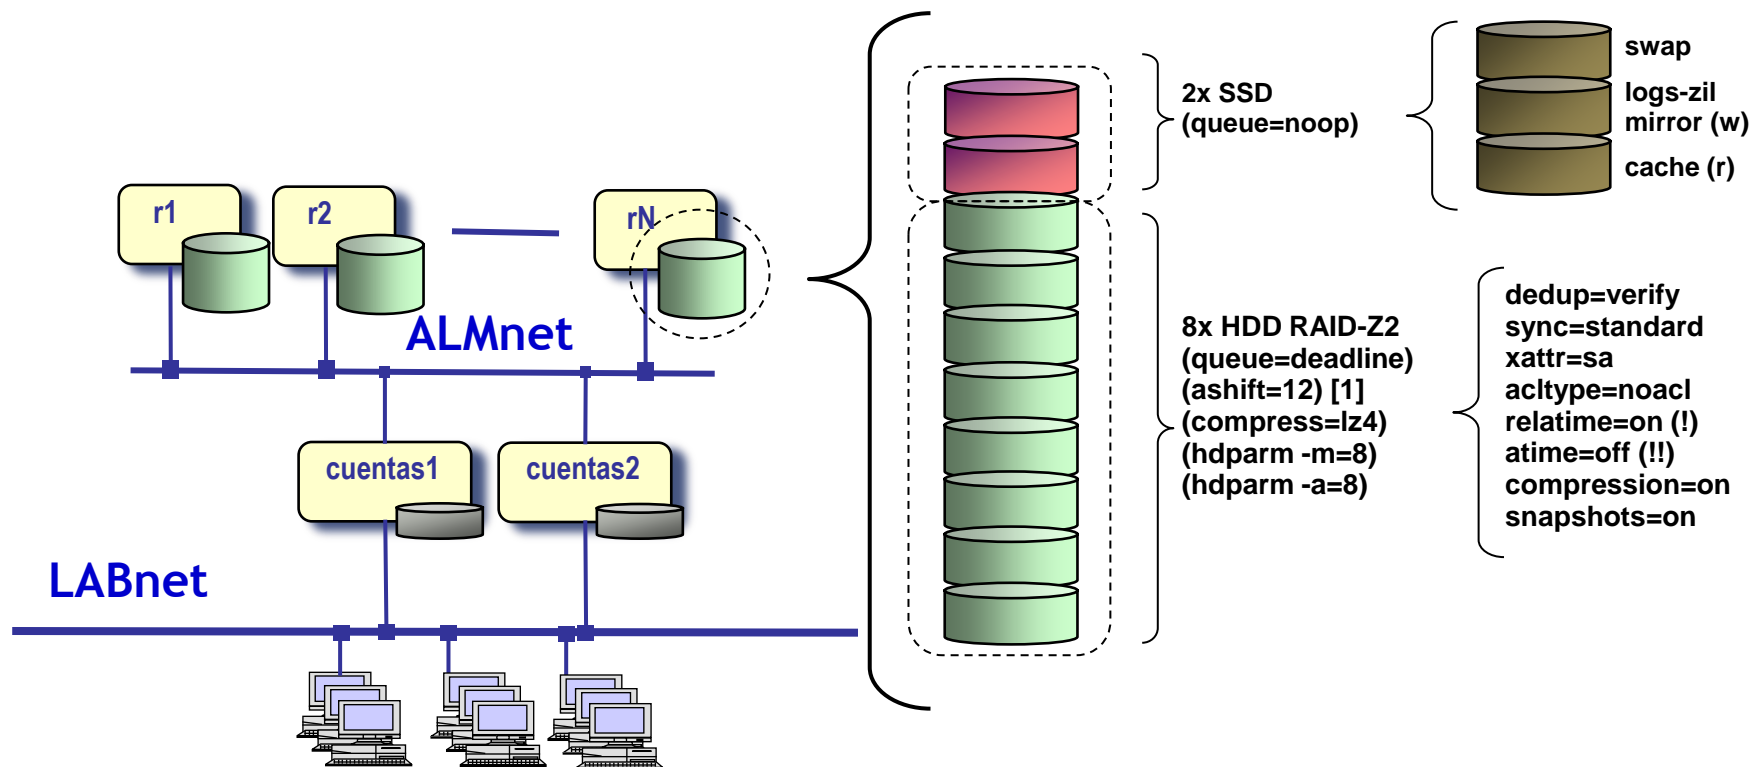 r1
r2
rN
ALMnet
cuentas1
cuentas2
LABnet
2x SSD
(queue=noop)
swap
logs-zil
mirror (w)
cache (r)
8x HDD RAID-Z2
(queue=deadline)
(ashift=12) [1]
(compress=lz4)
(hdparm -m=8)
(hdparm -a=8)
dedup=verify
sync=standard
xattr=sa
acltype=noacl
relatime=on (!)
atime=off (!!)
compression=on
snapshots=on